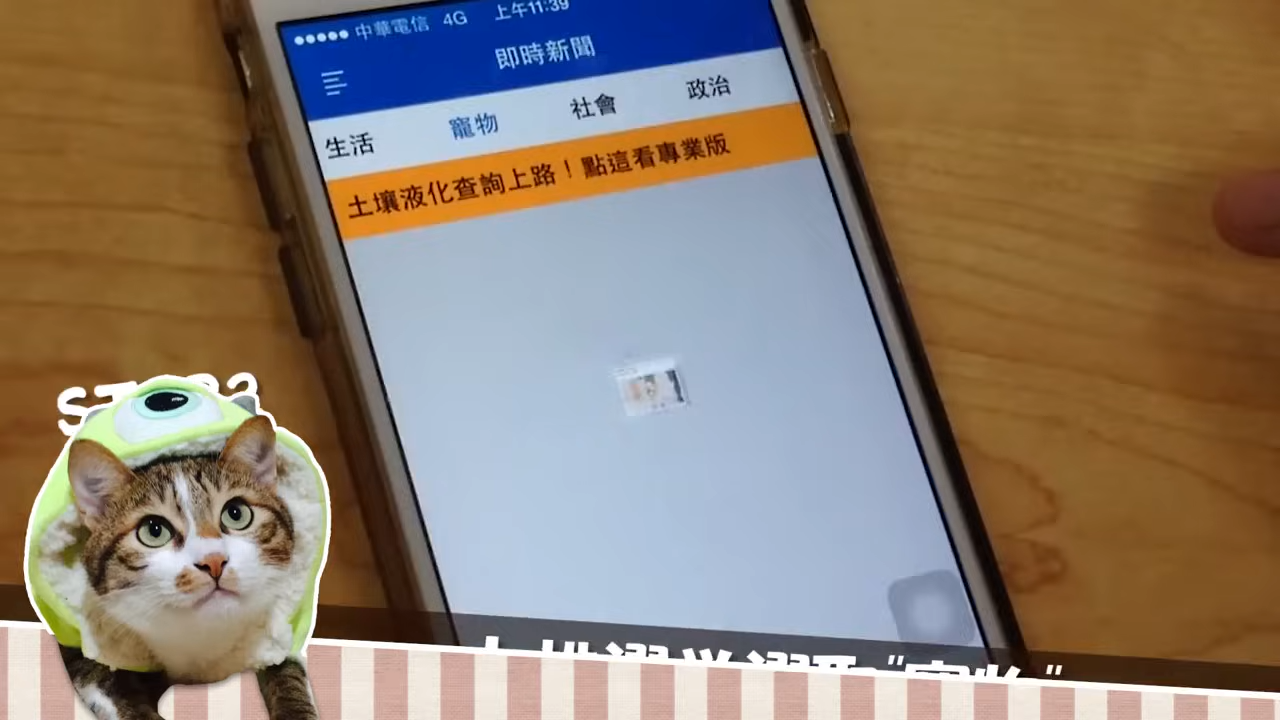 中華電信 4G 上午11:39
即時新聞
生活 寵物 社會 政治
土壤液化查詢上路！點這看專業版